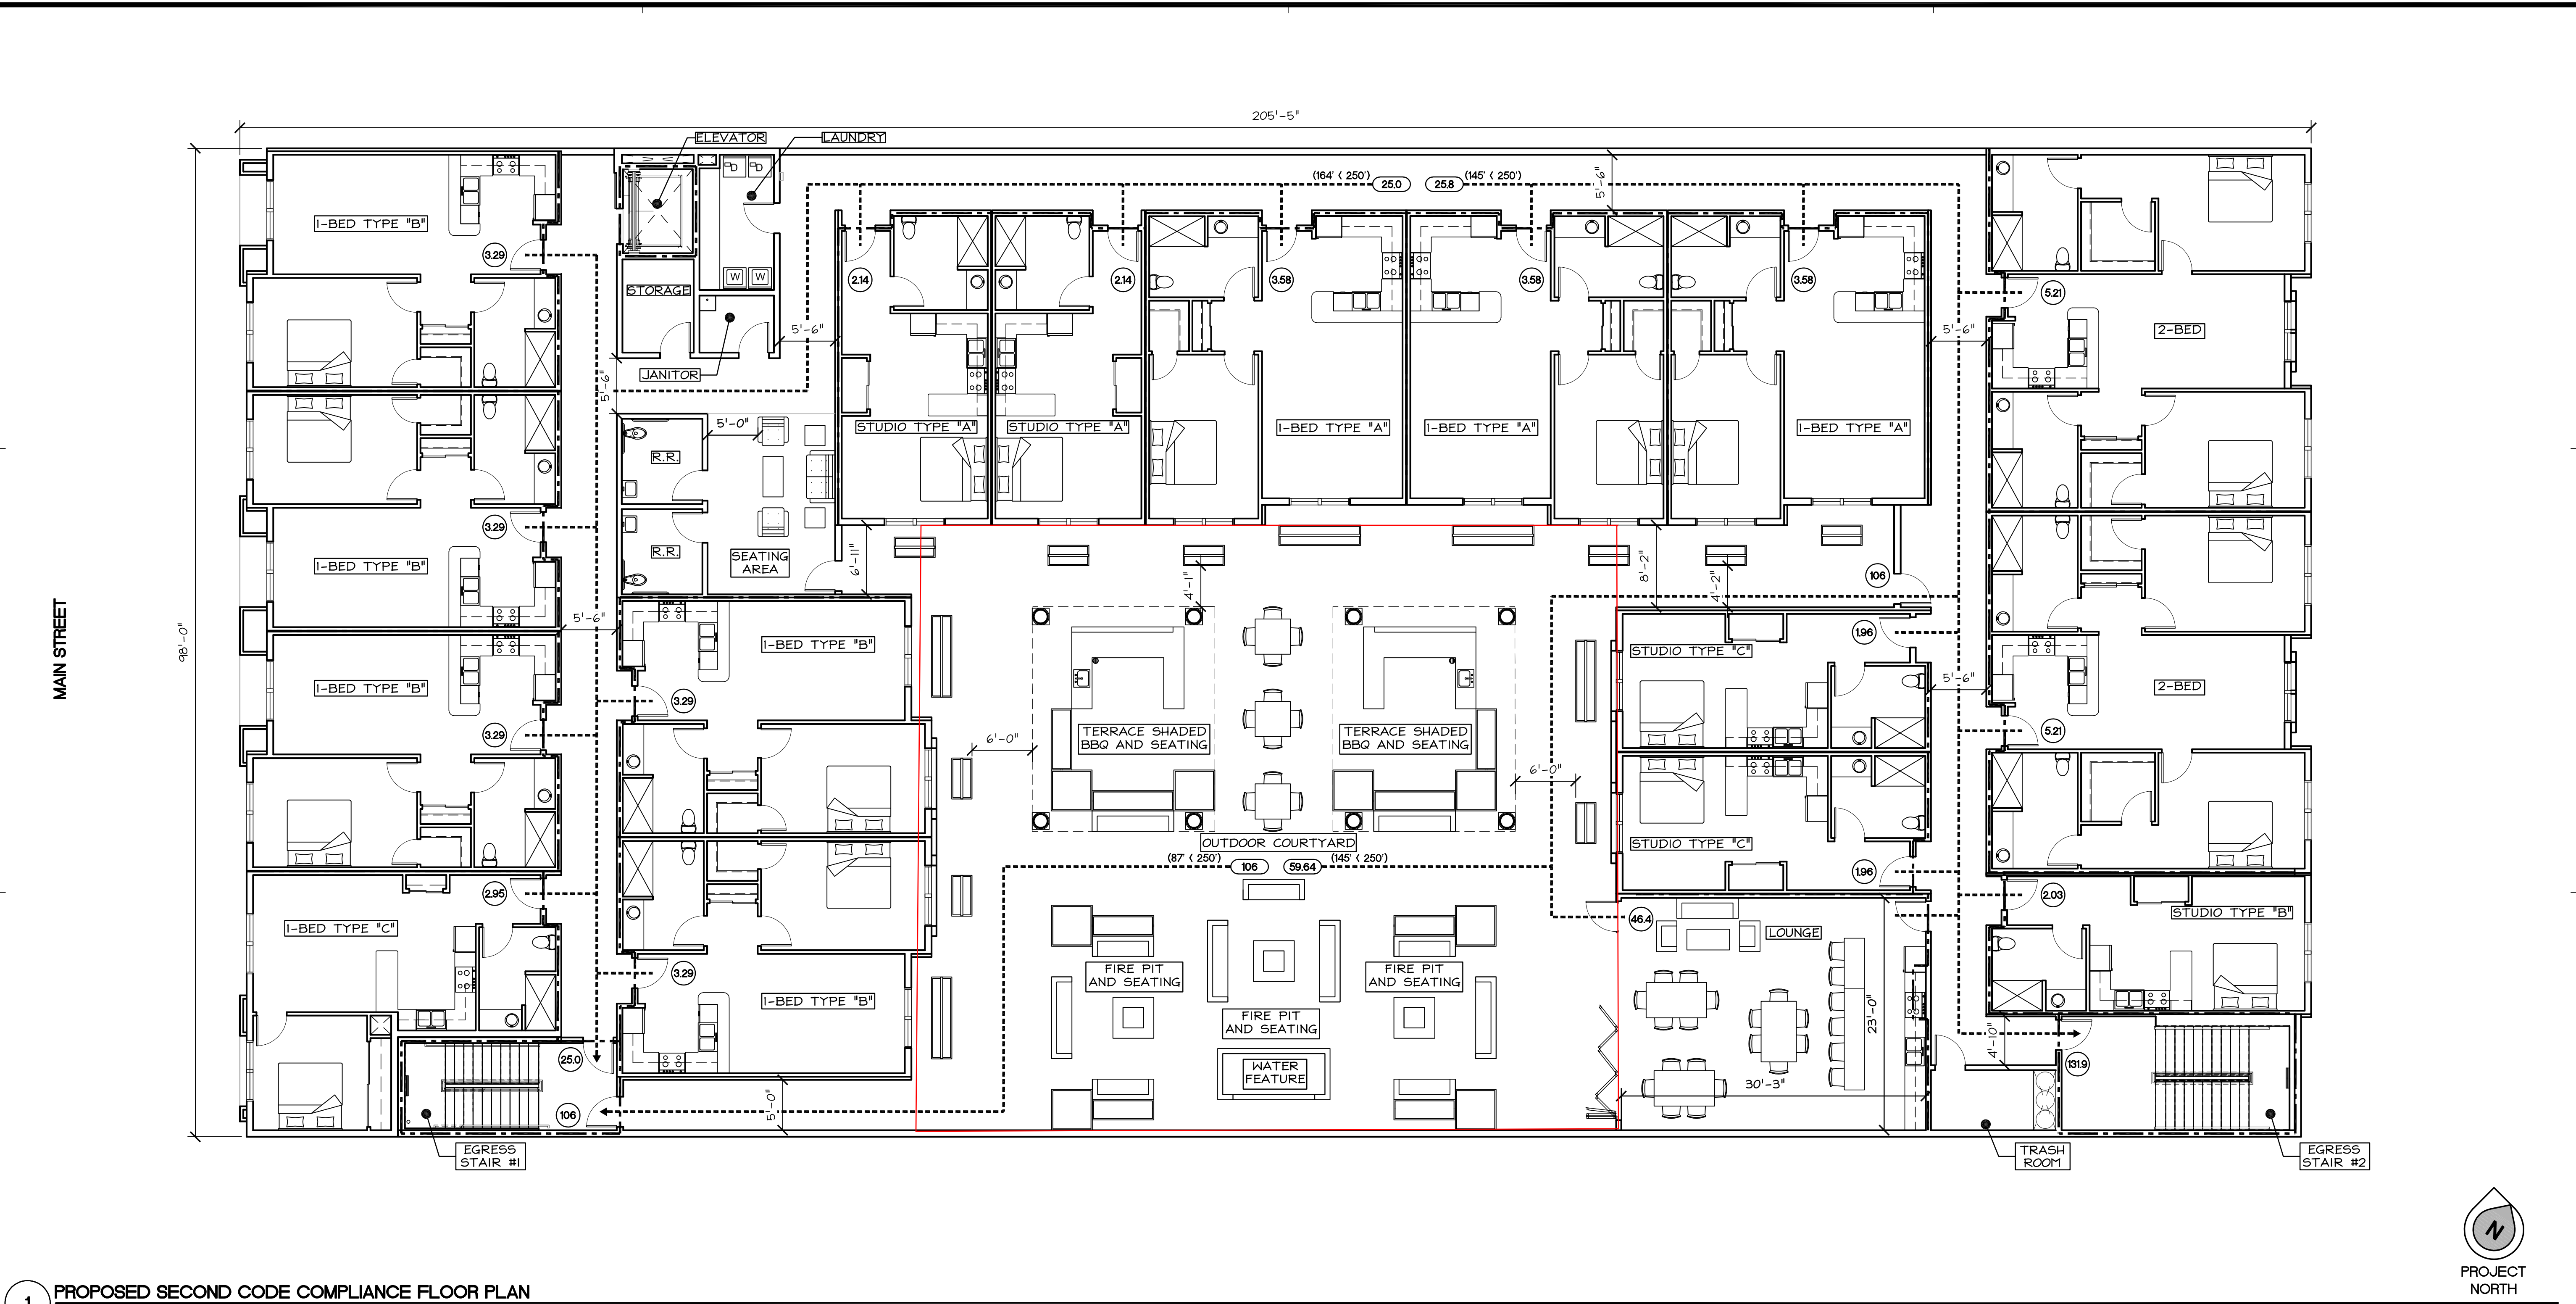 205'-5"
ELEVATOR
LAUNDRY
(164' < 250')
25.0
25.8
(145' < 250')
5'-6"
1-BED TYPE "B"
D
D
3.29
2.14
2.14
3.58
3.58
3.58
W
W
STORAGE
5.21
5'-6"
5'-6"
2-BED
JANITOR
5'-6"
5'-0"
STUDIO TYPE "A"
STUDIO TYPE "A"
1-BED TYPE "A"
1-BED TYPE "A"
1-BED TYPE "A"
R.R.
3.29
R.R.
SEATING
AREA
6'-11"
8'-2"
4'-1"
4'-2"
106
1-BED TYPE "B"
MAIN STREET
98'-0"
5'-6"
1-BED TYPE "B"
1.96
STUDIO TYPE "C"
5'-6"
1-BED TYPE "B"
2-BED
3.29
3.29
5.21
6'-0"
TERRACE SHADED
BBQ AND SEATING
TERRACE SHADED
BBQ AND SEATING
6'-0"
OUTDOOR COURTYARD
STUDIO TYPE "C"
(87' < 250')
106
59.64
(145' < 250')
1.96
2.95
2.03
1-BED TYPE "C"
46.4
LOUNGE
STUDIO TYPE "B"
3.29
FIRE PIT
AND SEATING
FIRE PIT
AND SEATING
1-BED TYPE "B"
FIRE PIT
AND SEATING
23'-0"
25.0
4'-10"
131.9
WATER
FEATURE
30'-3"
106
5'-0"
EGRESS
STAIR #1
TRASH
ROOM
EGRESS
STAIR #2
N
PROJECT
NORTH
1
PROPOSED SECOND CODE COMPLIANCE FLOOR PLAN